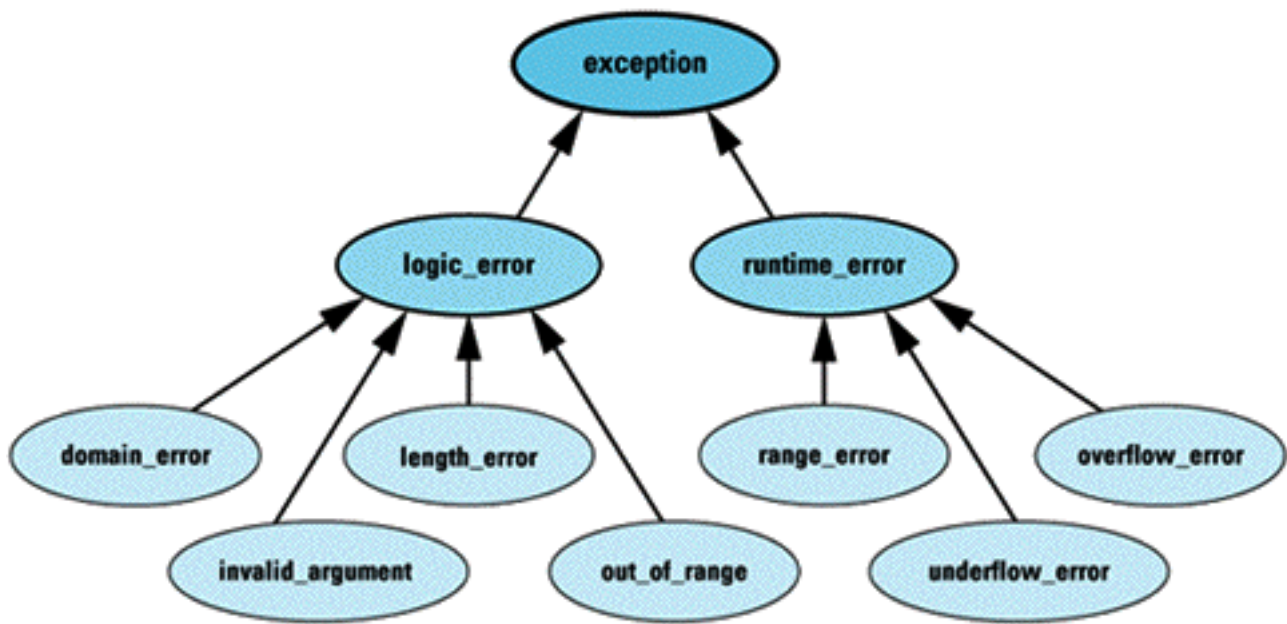 exception
logic_error
runtime_error
domain_error
length_error
range_error
overflow_error
invalid_argument
out_of_range
underflow_error